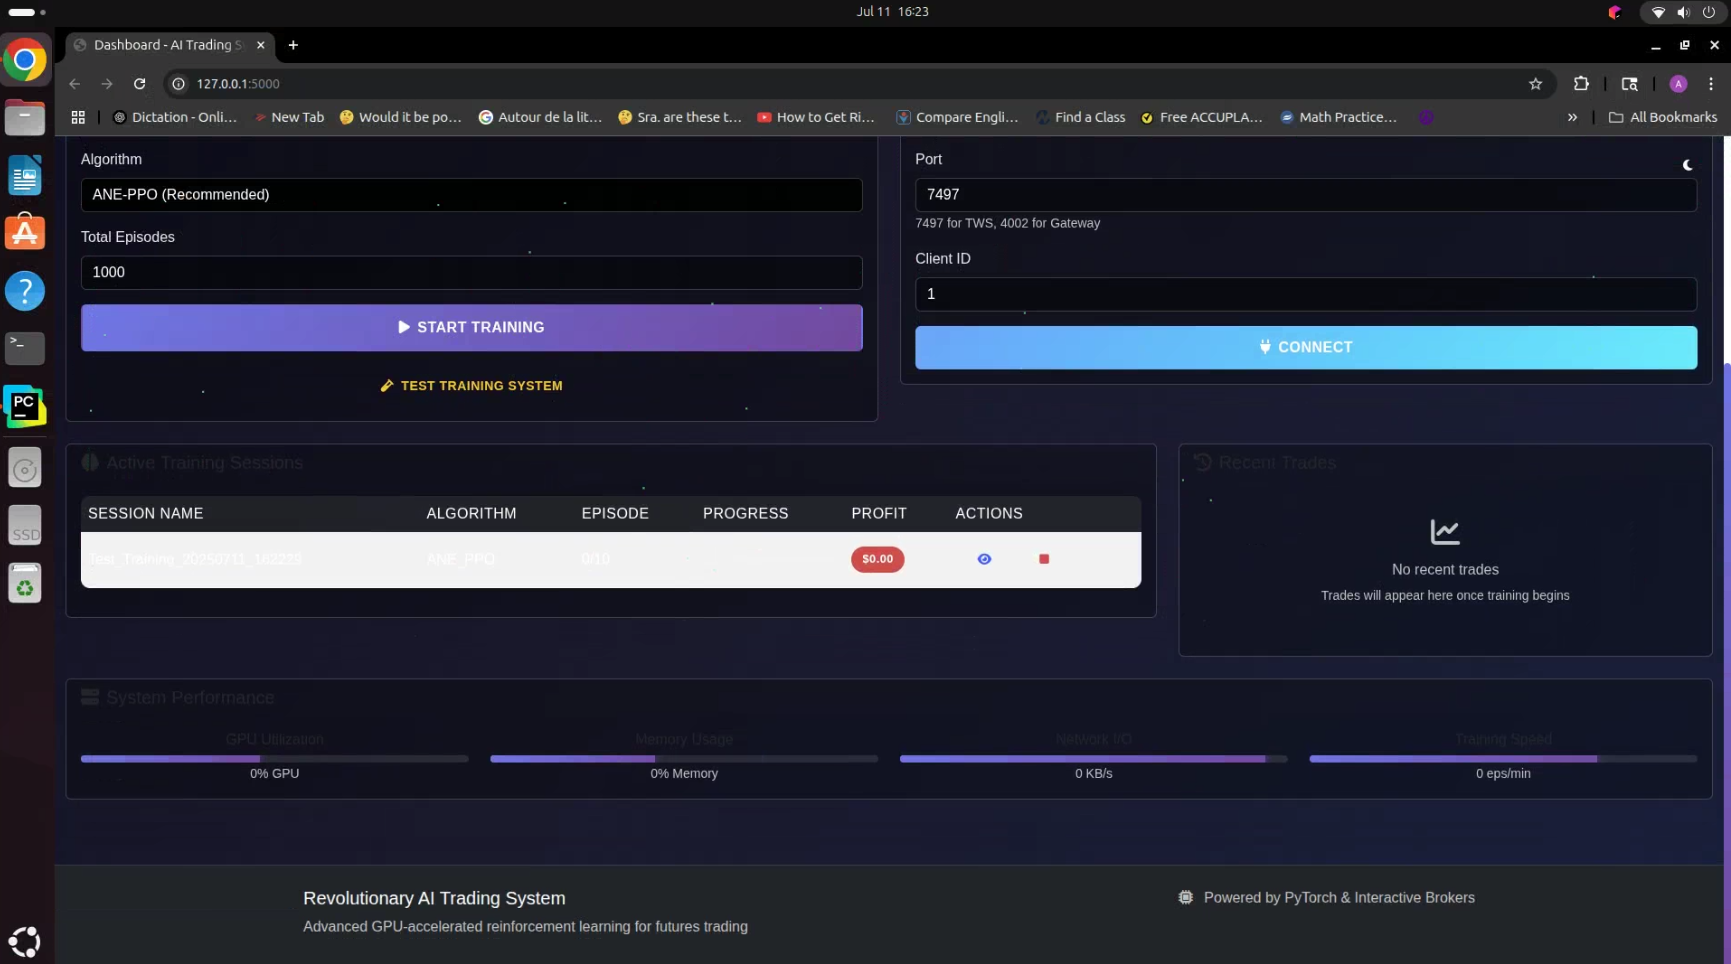 Jul 11 16:23
Dashboard - AI Trading S
127.0.0.1:5000
A
Dictation - Onli...
New Tab
Would it be po...
Autour de la lit...
Sra. are these t...
How to Get Ri...
Compare Engli...
Find a Class
Free ACCUPLA...
Math Practice...
All Bookmarks
Algorithm
ANE-PPO (Recommended)
Total Episodes
1000
START TRAINING
TEST TRAINING SYSTEM
Port
7497
7497 for TWS, 4002 for Gateway
Client ID
1
CONNECT
Active Training Sessions
SESSION NAME ALGORITHM EPISODE PROGRESS PROFIT ACTIONS
Test_Training_20250711_162229 ANE_PPO 0/10 $0.00
Recent Trades
No recent trades
Trades will appear here once training begins
System Performance
GPU Utilization Memory Usage Network I/O Training Speed
0% GPU 0% Memory 0 KB/s 0 eps/min
Revolutionary AI Trading System
Advanced GPU-accelerated reinforcement learning for futures trading
Powered by PyTorch & Interactive Brokers
PC
SSD